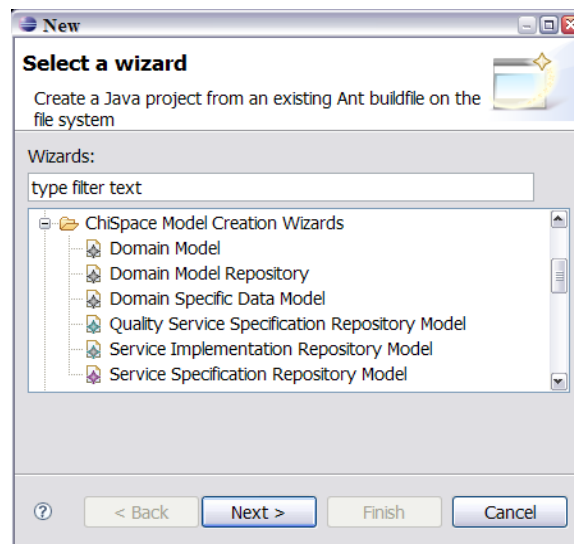 New
Select a wizard
Create a Java project from an existing Ant buildfile on the
file system
Wizards:
type filter text
ChiSpace Model Creation Wizards
Domain Model
Domain Model Repository
Domain Specific Data Model
Quality Service Specification Repository Model
Service Implementation Repository Model
Service Specification Repository Model
? < Back Next > Finish Cancel